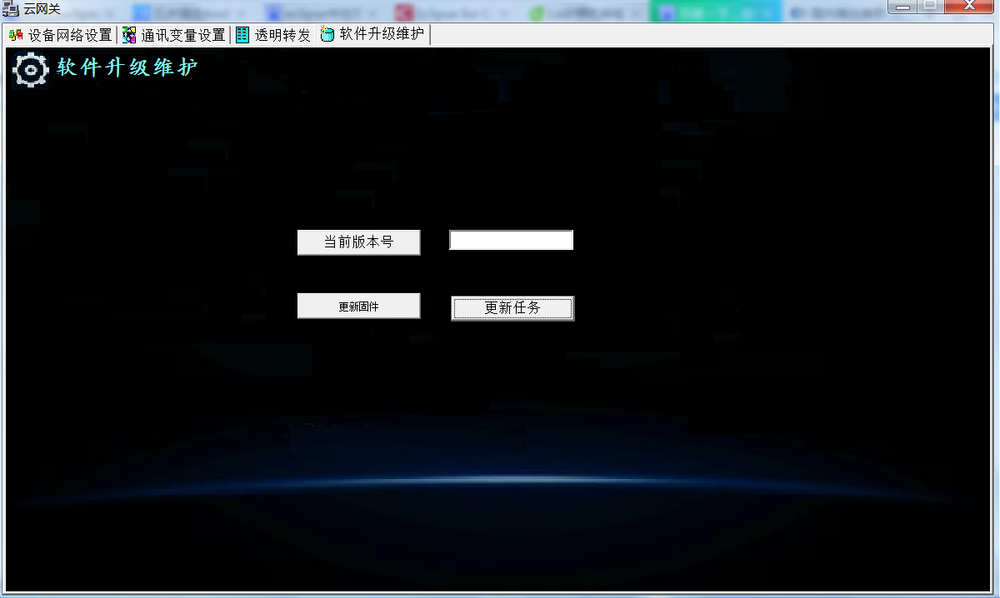 云网关
设备网络设置 通讯变量设置 透明转发 软件升级维护
软件升级维护
当前版本号
更新固件 更新任务